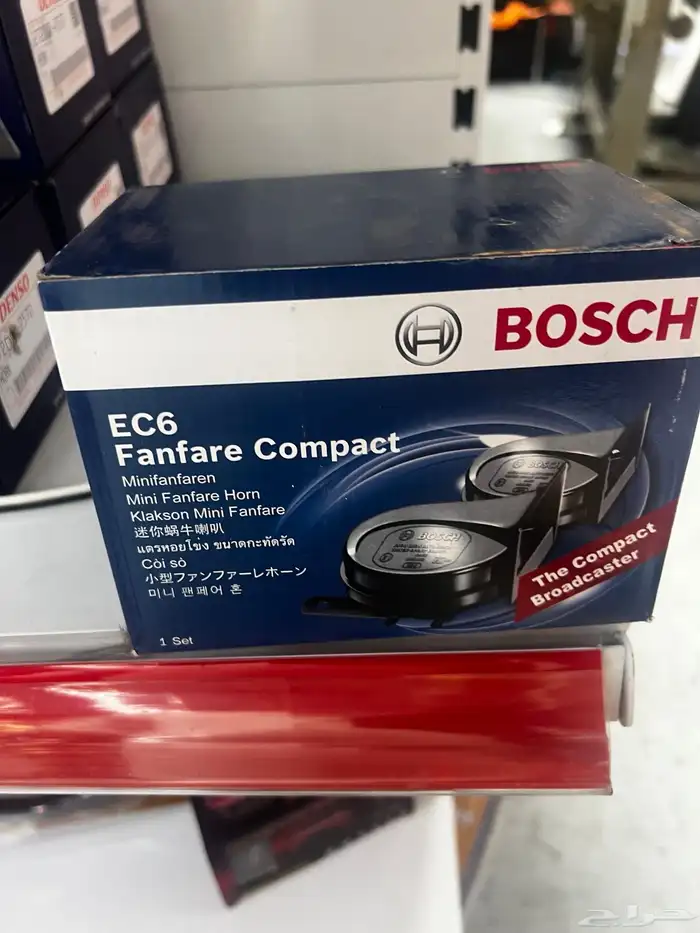 DENSO
BOSCH
EC6
Fanfare Compact
Minifanfaren
Mini Fanfare Horn
Klakson Mini Fanfare
迷你蜗牛喇叭
แตรหอยโข่ง ขนาดกะทัดรัด
Còi sò
小型ファンファーレホーン
미니 팬페어 혼
1 Set
BOSCH
BOSCH
The Compact
Broadcaster
حراج